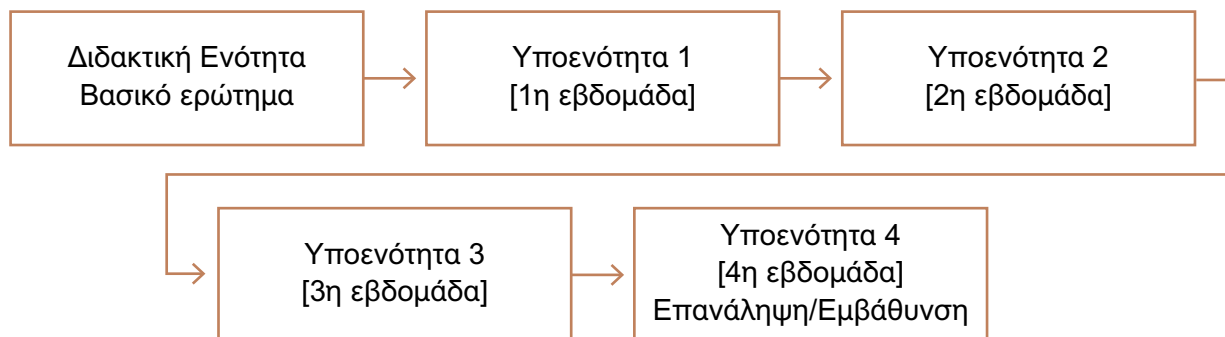 Διδακτική Ενότητα
Βασικό ερώτημα
Υποενότητα 1
[1η εβδομάδα]
Υποενότητα 2
[2η εβδομάδα]
Υποενότητα 3
[3η εβδομάδα]
Υποενότητα 4
[4η εβδομάδα]
Επανάληψη/Εμβάθυνση